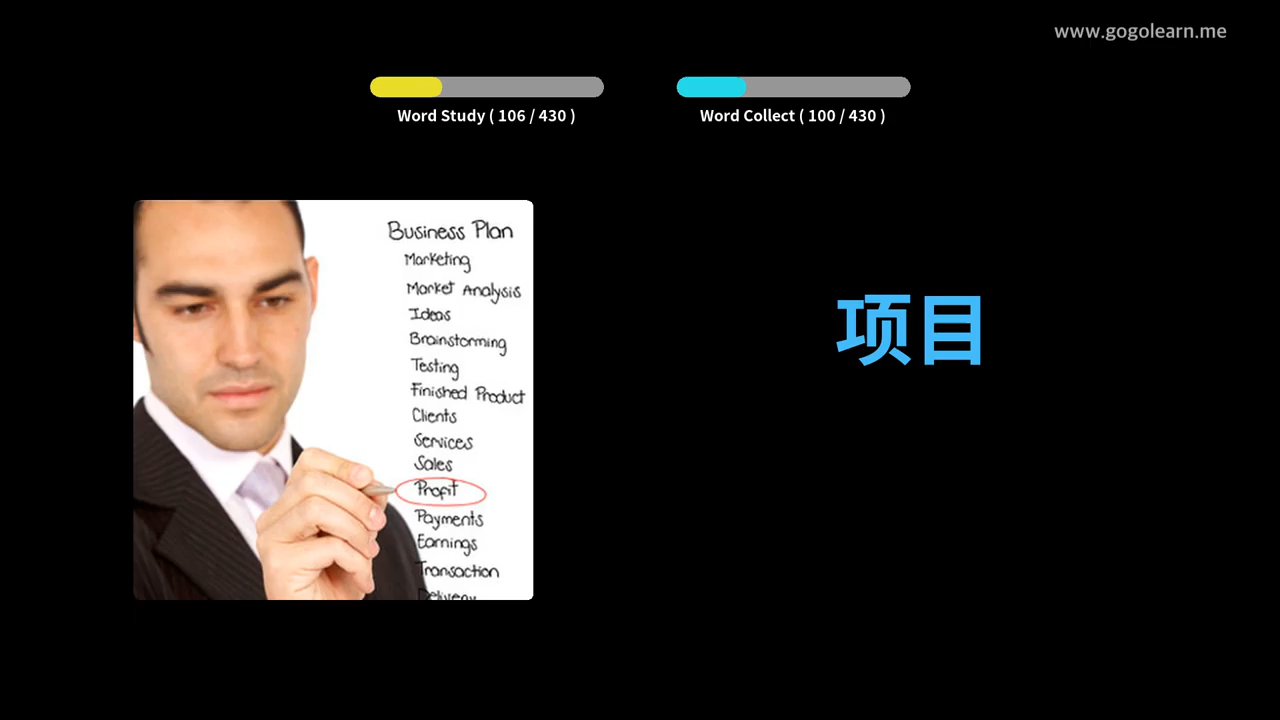 www.gogolearn.me
Word Study ( 106 / 430 )
Word Collect ( 100 / 430 )
Business Plan
Marketing
Market Analysis
Ideas
Brainstorming
Testing
Finished Product
Clients
Services
Sales
Profit
Payments
Earnings
Transaction
Delivery
项目